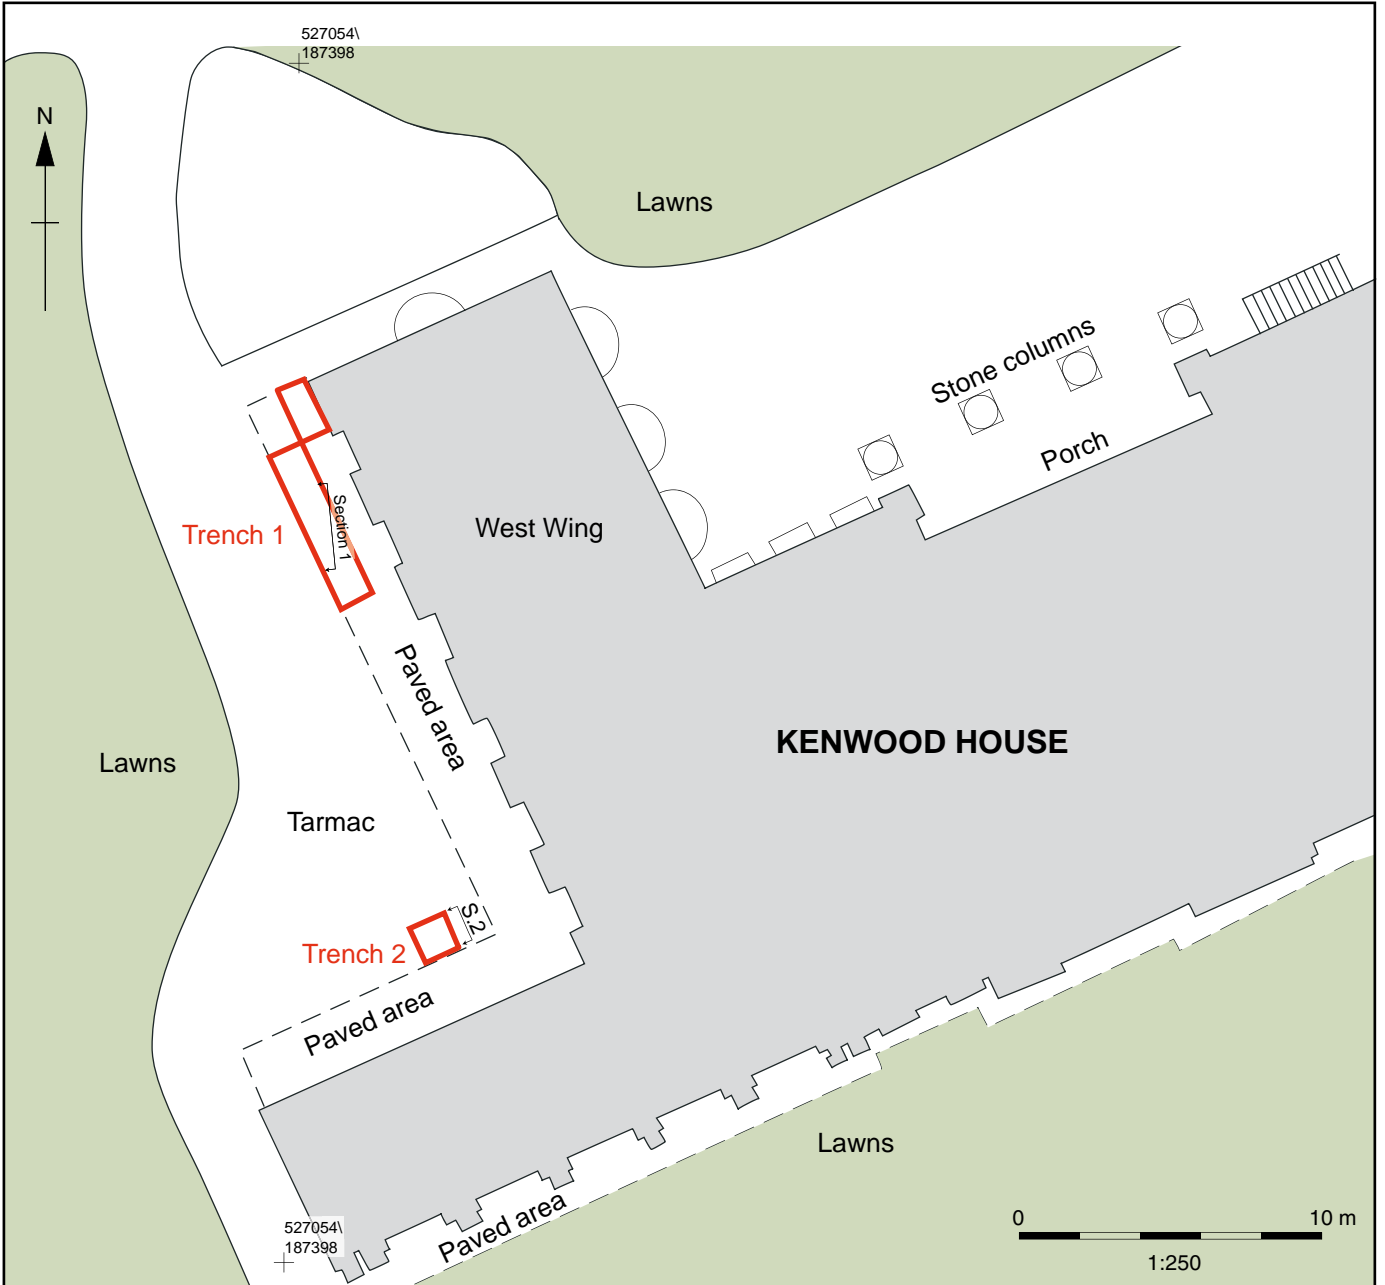 527054\
187398
N
Lawns
Stone columns
Porch
Section 1
Trench 1
West Wing
Paved area
KENWOOD HOUSE
Lawns
Tarmac
S.2
Trench 2
Paved area
Lawns
Paved area
527054\
187398
0 10 m
1:250